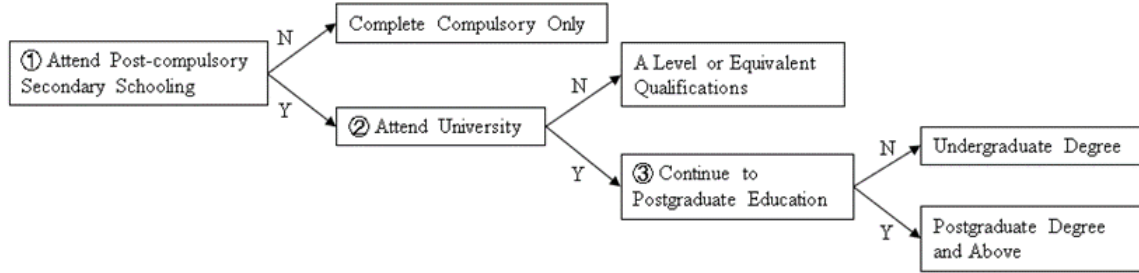 ① Attend Post-compulsory
Secondary Schooling
N
Y
Complete Compulsory Only
② Attend University
N
Y
A Level or Equivalent
Qualifications
③ Continue to
Postgraduate Education
N
Y
Undergraduate Degree
Postgraduate Degree
and Above